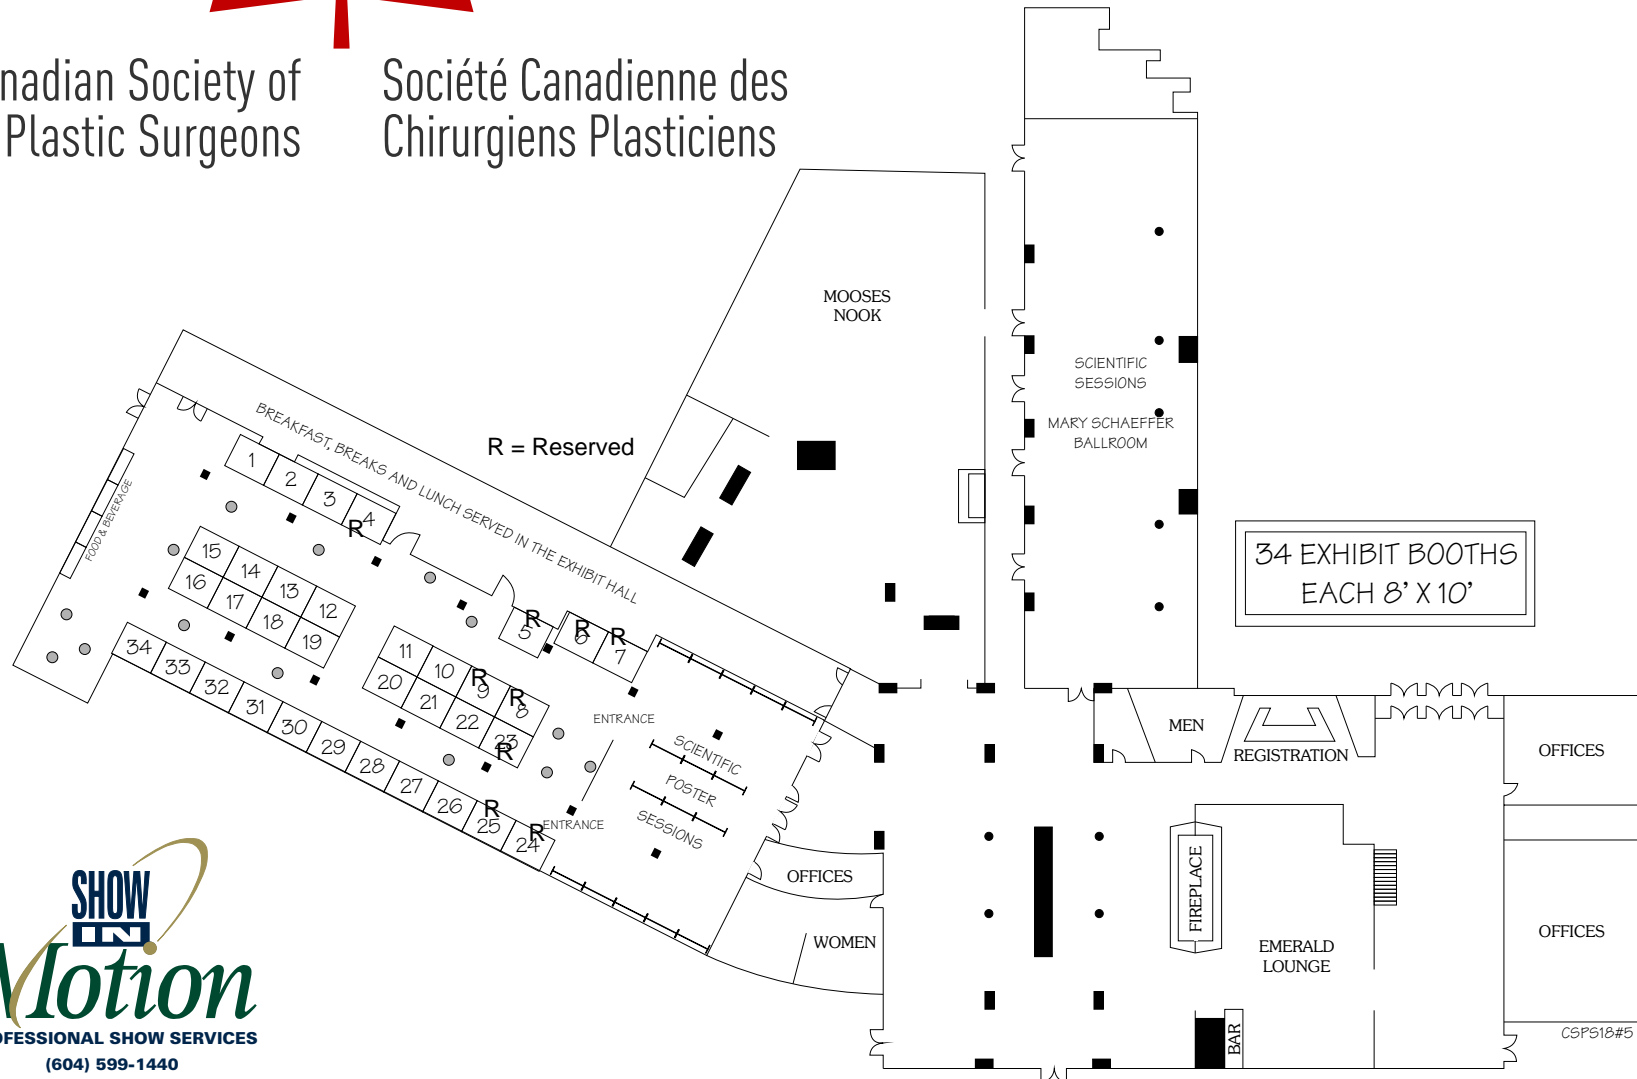 nadian Society of
Plastic Surgeons
Société Canadienne des
Chirurgiens Plasticiens
MOOSES
NOOK
SCIENTIFIC
SESSIONS
MARY SCHAEFFER
BALLROOM
R = Reserved
BREAKFAST, BREAKS AND LUNCH SERVED IN THE EXHIBIT HALL
FOOD & BEVERAGE
34 EXHIBIT BOOTHS
EACH 8' X 10'
1
2
3
4
R
5
R
6
R
7
R
15
14
13
12
16
17
18
19
11
10
9
R
8
R
20
21
22
23
R
34
33
32
31
30
29
28
27
26
25
R
24
R
ENTRANCE
ENTRANCE
SCIENTIFIC
POSTER
SESSIONS
MEN
REGISTRATION
OFFICES
OFFICES
WOMEN
FIREPLACE
EMERALD
LOUNGE
BAR
OFFICES
CSPS18#5
SHOW
IN
Motion
OFESSIONAL SHOW SERVICES
(604) 599-1440